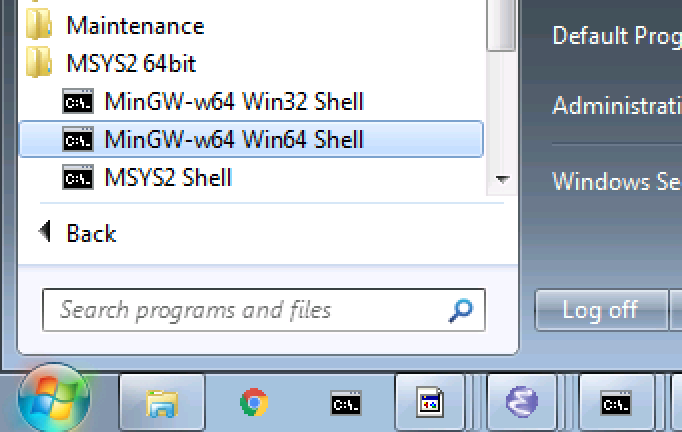 Maintenance
MSYS2 64bit
MinGW-w64 Win32 Shell
MinGW-w64 Win64 Shell
MSYS2 Shell
Back
Search programs and files
Default Prog
Administrati
Windows Se
Log off